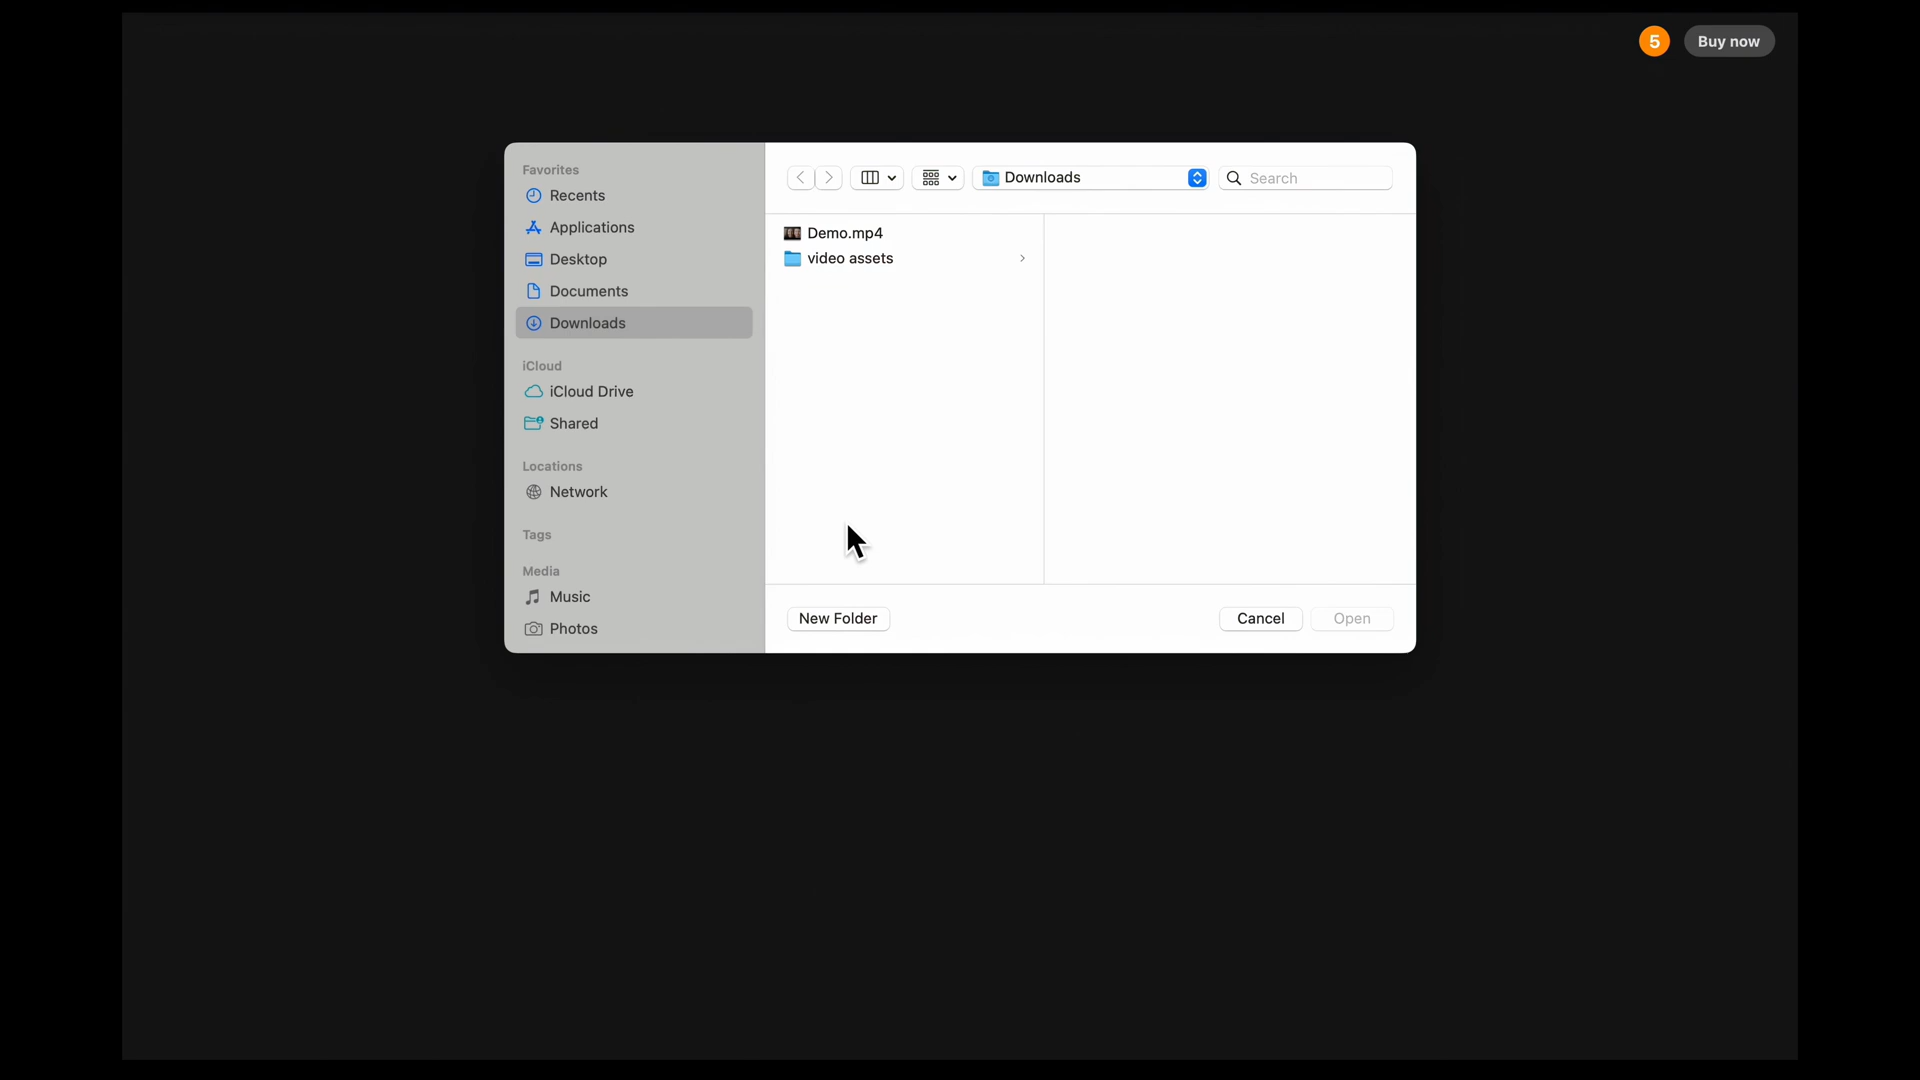 5
Buy now
Favorites
Recents
Applications
Desktop
Documents
Downloads
iCloud
iCloud Drive
Shared
Locations
Network
Tags
Media
Music
Photos
Downloads
Search
Demo.mp4
video assets
New Folder
Cancel
Open